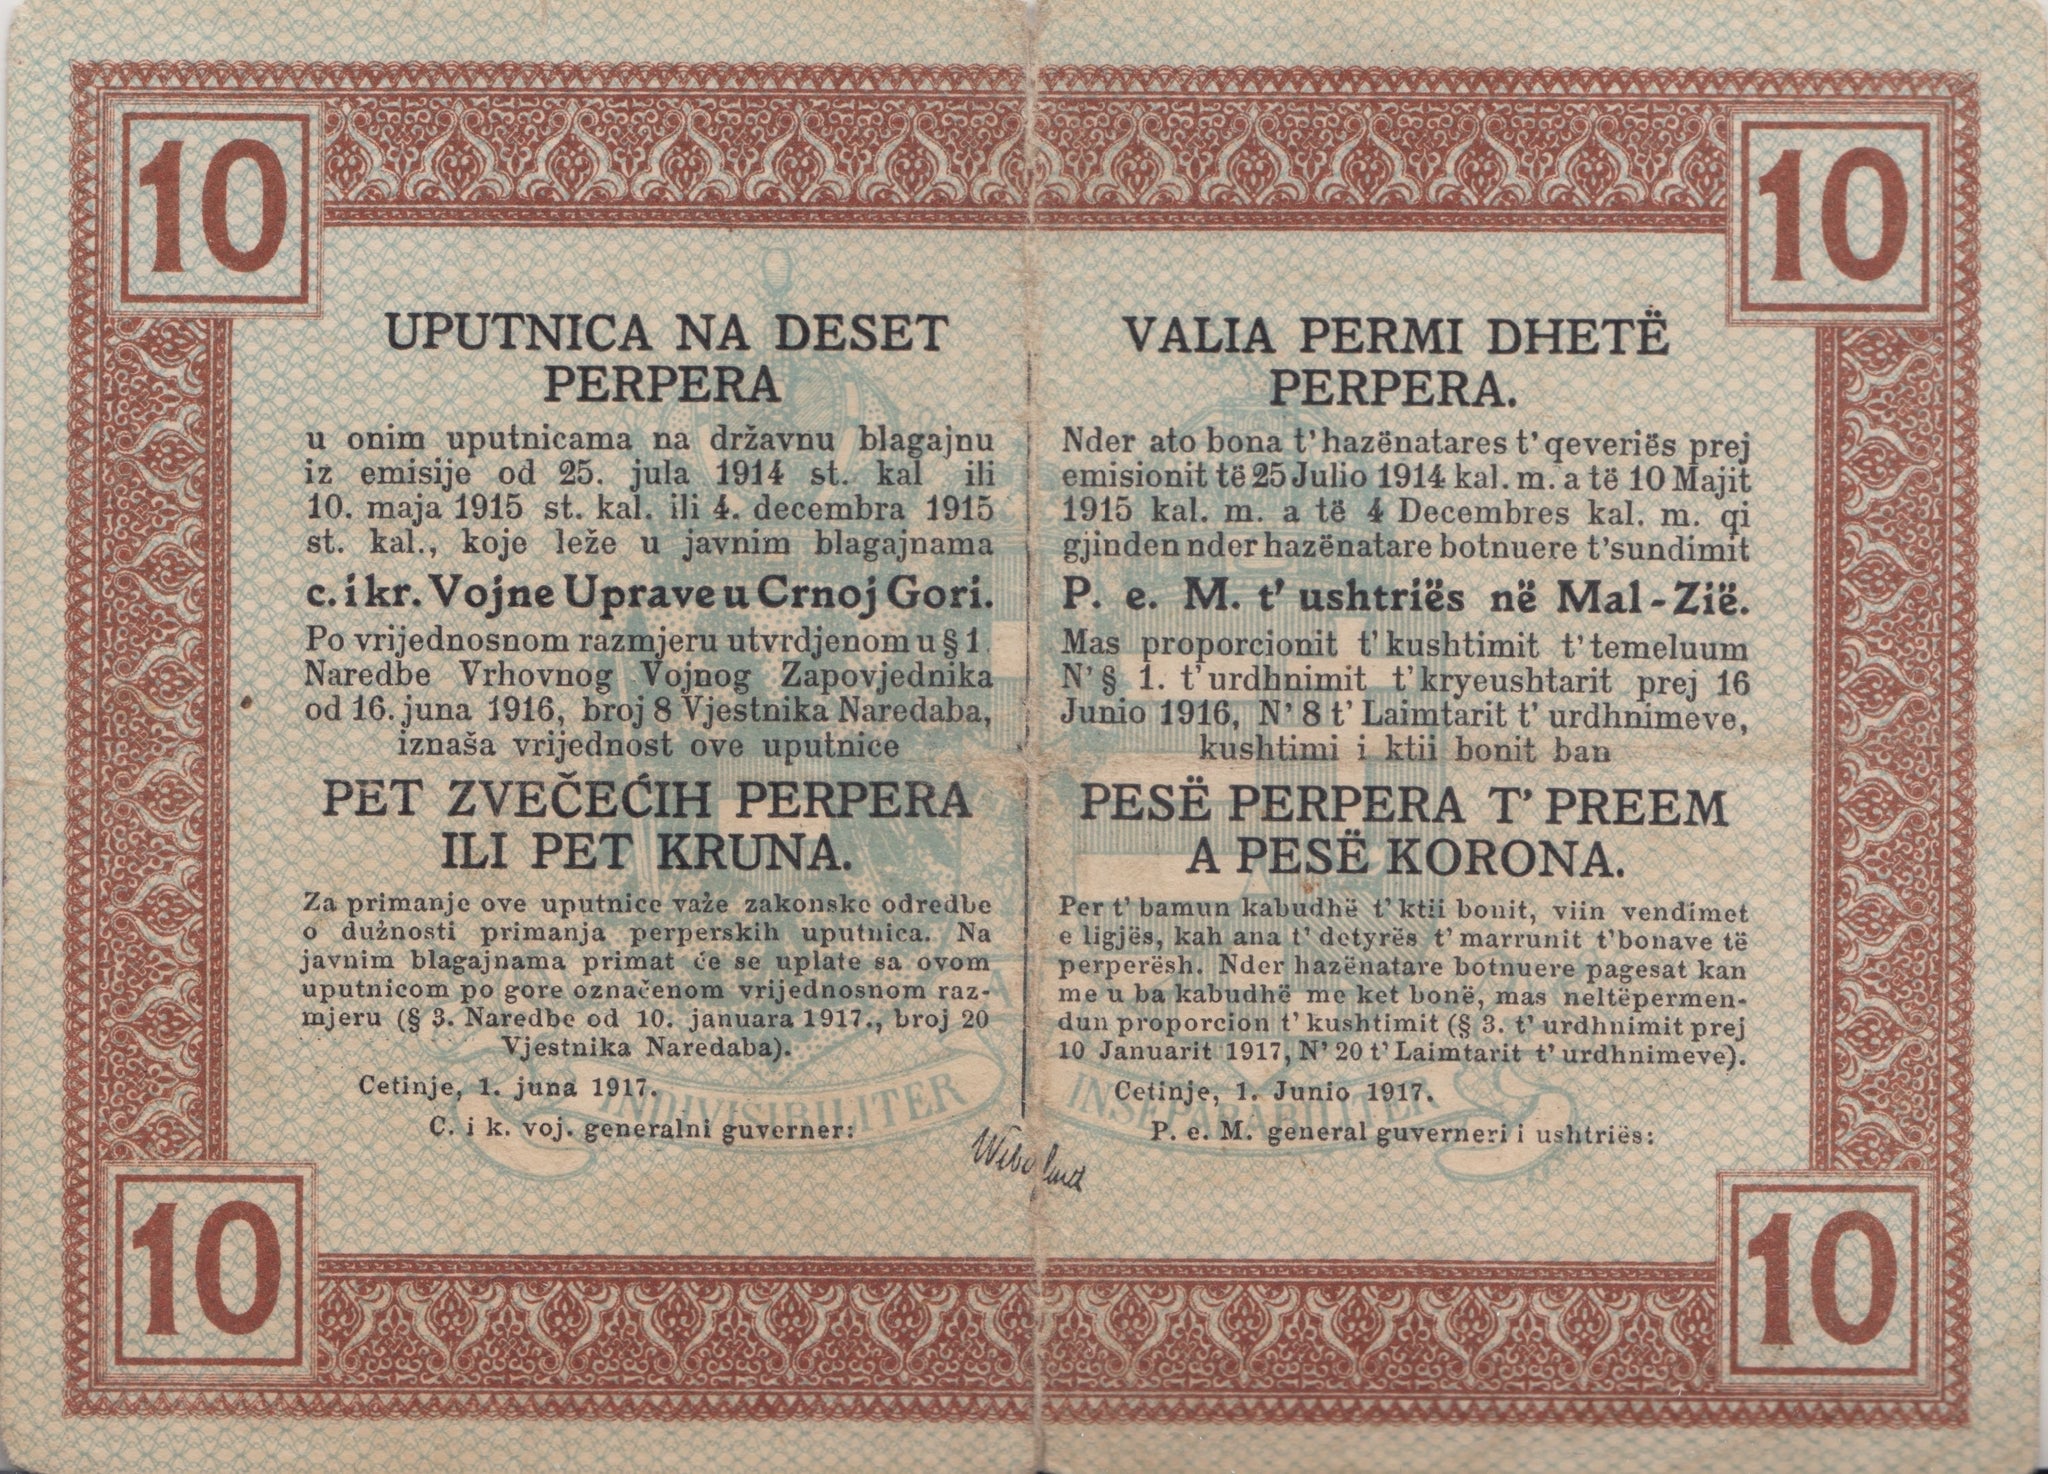 10
10
UPUTNICA NA DESET
PERPERA
u onim uputnicama na državnu blagajnu
iz emisije od 25. jula 1914 st. kal ili
10. maja 1915 st. kal. ili 4. decembra 1915
st. kal., koje leže u javnim blagajnama
c. i kr. Vojne Uprave u Crnoj Gori.
Po vrijednosnom razmjeru utvrdjenom u § 1.
Naredbe Vrhovnog Vojnog Zapovjednika
od 16. juna 1916, broj 8 Vjestnika Naredaba,
iznaša vrijednost ove uputnice
PET ZVEČEĆIH PERPERA
ILI PET KRUNA.
Za primanje ove uputnice važe zakonske odredbe
o dužnosti primanja perperskih uputnica. Na
javnim blagajnama primat će se uplate sa ovom
uputnicom po gore označenom vrijednosnom raz-
mjeru (§ 3. Naredbe od 10. januara 1917., broj 20
Vjestnika Naredaba).
Cetinje, 1. juna 1917.
C. i k. voj. generalni guverner:
VALIA PERMI DHETË
PERPERA.
Nder ato bona t' hazënatares t' qeveriës prej
emisionit të 25 Julio 1914 kal. m. a të 10 Majit
1915 kal. m. a të 4 Decembres kal. m. qi
gjinden nder hazënatare botnuere t' sundimit
P. e. M. t' ushtriës në Mal-Zië.
Mas proporcionit t' kushtimit t' temeluum
N' § 1. t' urdhnimit t' kryeushtarit prej 16
Junio 1916, N' 8 t' Laimtarit t' urdhnimeve,
kushtimi i ktii bonit ban
PESË PERPERA T' PREEM
A PESË KORONA.
Per t' bamun kabudhë t' ktii bonit, viin vendimet
e ligjës, kah ana t' detyrës t' marrunit t' bonave të
perperësh. Nder hazënatare botnuere pagesat kan
me u ba kabudhë me ket bonë, mas neltëpermen-
dun proporcion t' kushtimit (§ 3. t' urdhnimit prej
10 Januarit 1917, N' 20 t' Laimtarit t' urdhnimeve).
Cetinje, 1. Junio 1917.
P. e M. general guverneri i ushtriës:
INDIVISIBILITER
INSEPARABILITER
10
10